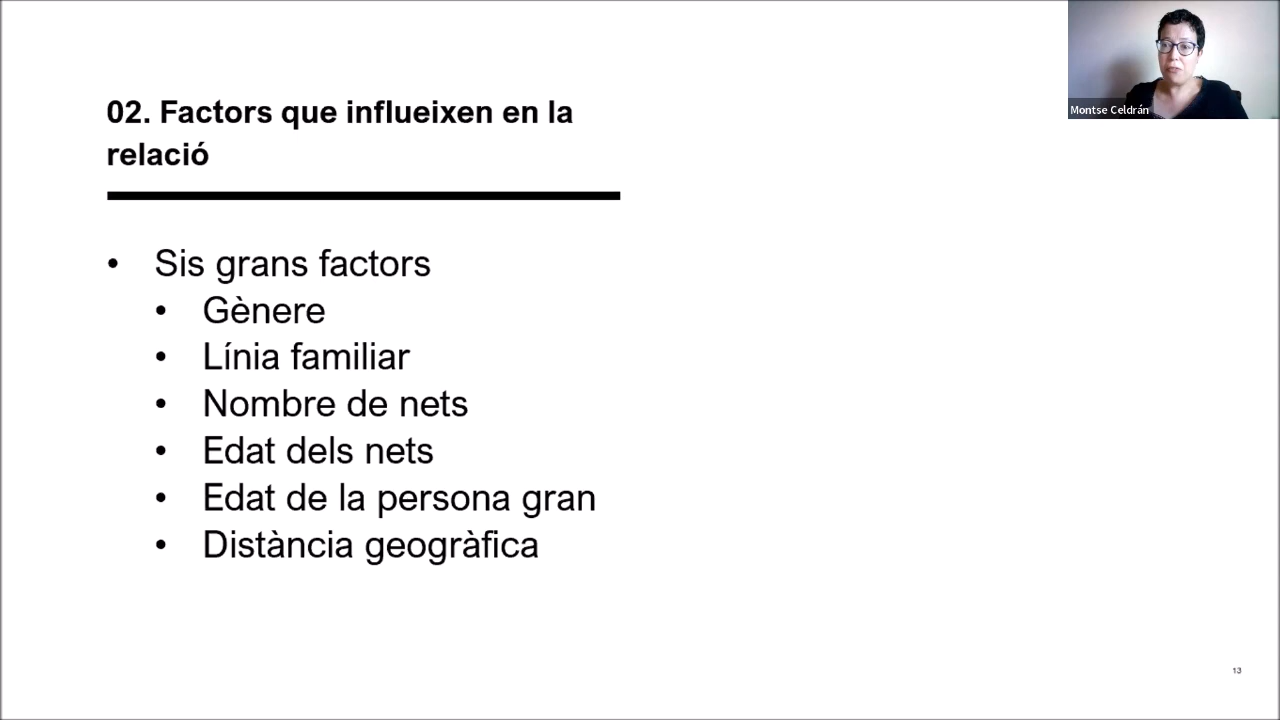 02. Factors que influeixen en la
relació
• Sis grans factors
• Gènere
• Línia familiar
• Nombre de nets
• Edat dels nets
• Edat de la persona gran
• Distància geogràfica
Montse Celdrán
13